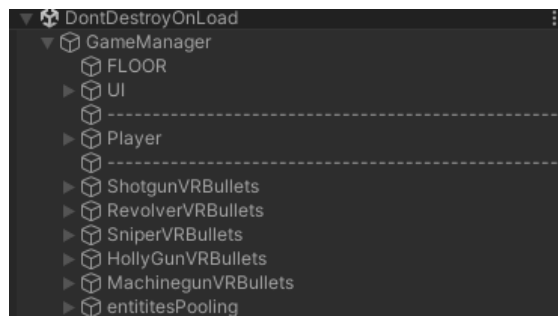 DontDestroyOnLoad
GameManager
FLOOR
UI
--------------------------------------------------
Player
--------------------------------------------------
ShotgunVRBullets
RevolverVRBullets
SniperVRBullets
HollyGunVRBullets
MachinegunVRBullets
entititesPooling